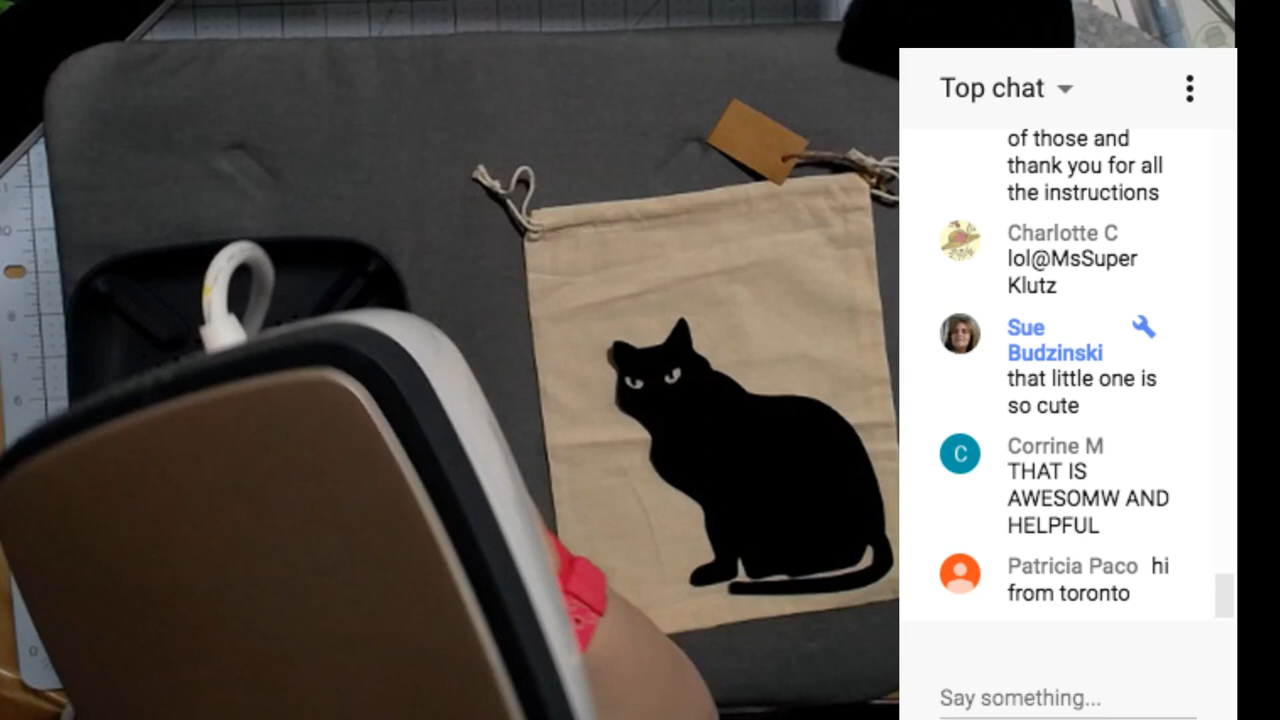 Top chat
of those and
thank you for all
the instructions
Charlotte C
lol@MsSuper
Klutz
Sue
Budzinski
that little one is
so cute
Corrine M
THAT IS
AWESOMW AND
HELPFUL
C
Patricia Paco hi
from toronto
Say something...